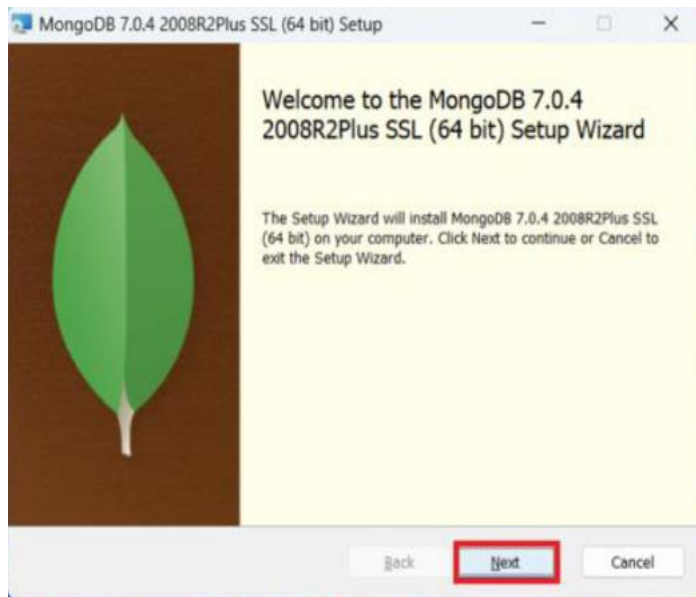 MongoDB 7.0.4 2008R2Plus SSL (64 bit) Setup
Welcome to the MongoDB 7.0.4
2008R2Plus SSL (64 bit) Setup Wizard
The Setup Wizard will install MongoDB 7.0.4 2008R2Plus SSL
(64 bit) on your computer. Click Next to continue or Cancel to
exit the Setup Wizard.
Back
Next
Cancel